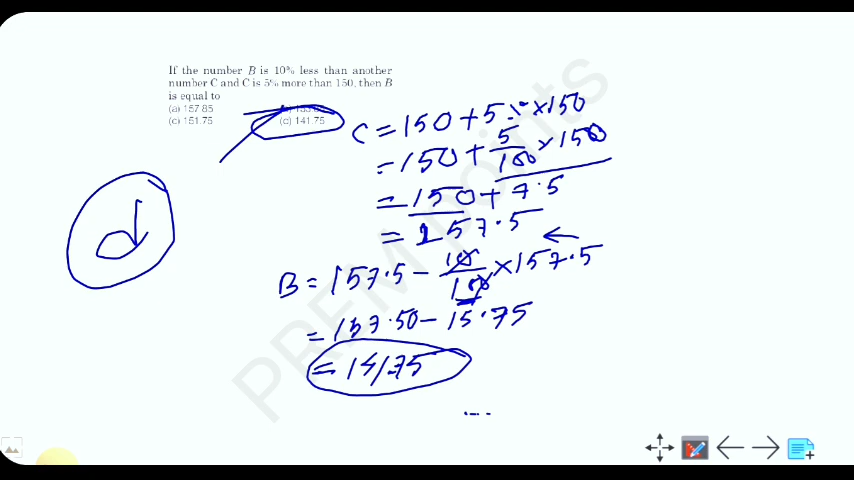 If the number B is 10% less than another
number C and C is 5% more than 150, then B
is equal to
(a) 157.85
(c) 151.75 (c) 141.75
C = 150 + 5% × 150
= 150 + 5/100 × 150
= 150 + 7.5
= 157.5
B = 157.5 - 10/100 × 157.5
= 157.50 - 15.75
= 141.75
d
PREM points